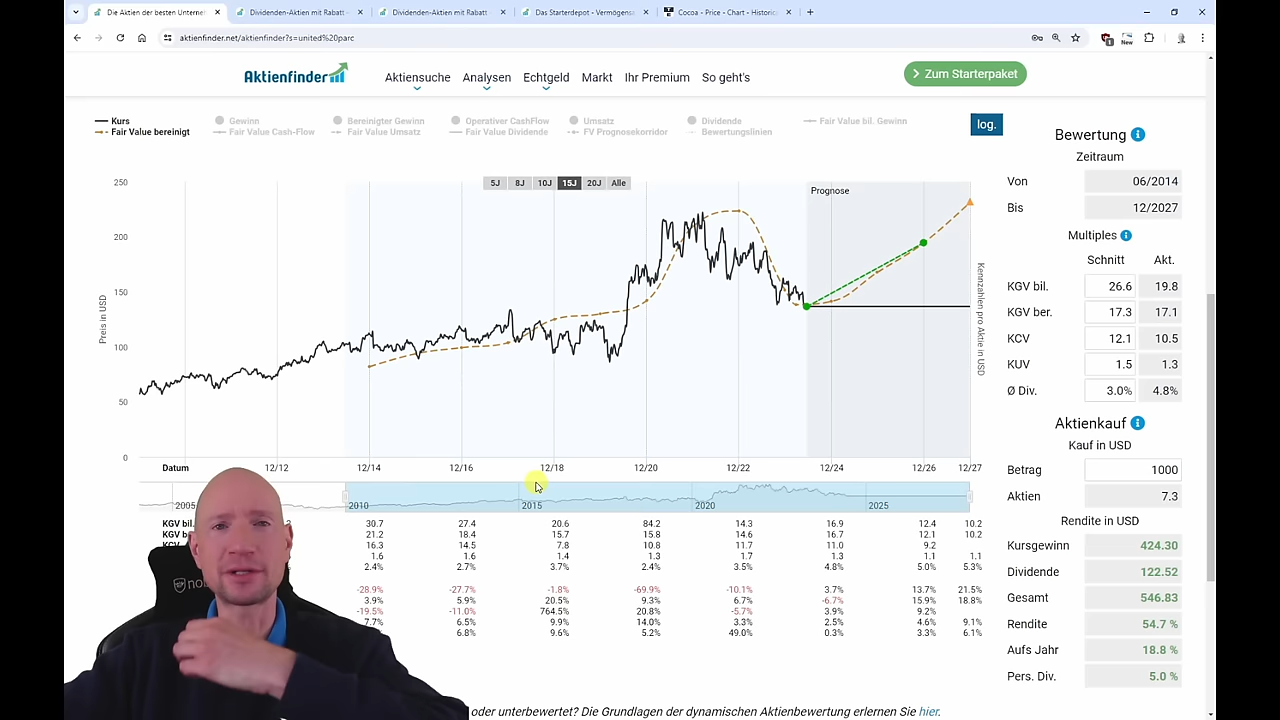 Die Aktien der besten Unterne
Dividenden-Aktien mit Rabatt
Dividenden-Aktien mit Rabatt
Das Starterdepot - Vermögens
Cocoa - Price - Chart - Historic
aktienfinder.net/aktienfinder?s=united%20parc
New
Aktienfinder
Aktiensuche Analysen Echtgeld Markt Ihr Premium So geht's
Zum Starterpaket
Kurs Gewinn Bereinigter Gewinn Operativer CashFlow Umsatz Dividende Fair Value bil. Gewinn
Fair Value bereinigt Fair Value Cash-Flow Fair Value Umsatz Fair Value Dividende FV Prognosekorridor Bewertungslinien
log.
5J 8J 10J 15J 20J Alle
Prognose
250
200
150
100
50
0
Preis in USD
Kennzahlen pro Aktie in USD
Datum 12/12 12/14 12/16 12/18 12/20 12/22 12/24 12/26 12/27
2005 2010 2015 2020 2025
KGV bil. 30.7 27.4 20.6 84.2 14.3 16.9 12.4 10.2
KGV b 21.2 18.4 15.7 15.8 14.6 16.7 12.1 10.2
KCV 16.3 14.5 7.8 10.8 11.7 11.0 9.2
1.6 1.6 1.4 1.3 1.7 1.3 1.1 1.1
2.4% 2.7% 3.7% 2.4% 3.5% 4.8% 5.0% 5.3%
-28.9% -27.7% -1.8% -69.9% -10.1% 3.7% 13.7% 21.5%
3.9% 5.9% 20.5% 9.3% 6.7% -6.7% 15.9% 18.8%
-19.5% -11.0% 764.5% 20.8% -5.7% 3.9% 9.2%
7.7% 6.5% 9.9% 14.0% 3.3% 2.5% 4.6% 9.1%
6.8% 9.6% 5.2% 49.0% 0.3% 3.3% 6.1%
oder unterbewertet? Die Grundlagen der dynamischen Aktienbewertung erlernen Sie hier.
Bewertung
Zeitraum
Von 06/2014
Bis 12/2027
Multiples
Schnitt Akt.
KGV bil. 26.6 19.8
KGV ber. 17.3 17.1
KCV 12.1 10.5
KUV 1.5 1.3
Ø Div. 3.0% 4.8%
Aktienkauf
Kauf in USD
Betrag 1000
Aktien 7.3
Rendite in USD
Kursgewinn 424.30
Dividende 122.52
Gesamt 546.83
Rendite 54.7 %
Aufs Jahr 18.8 %
Pers. Div. 5.0 %